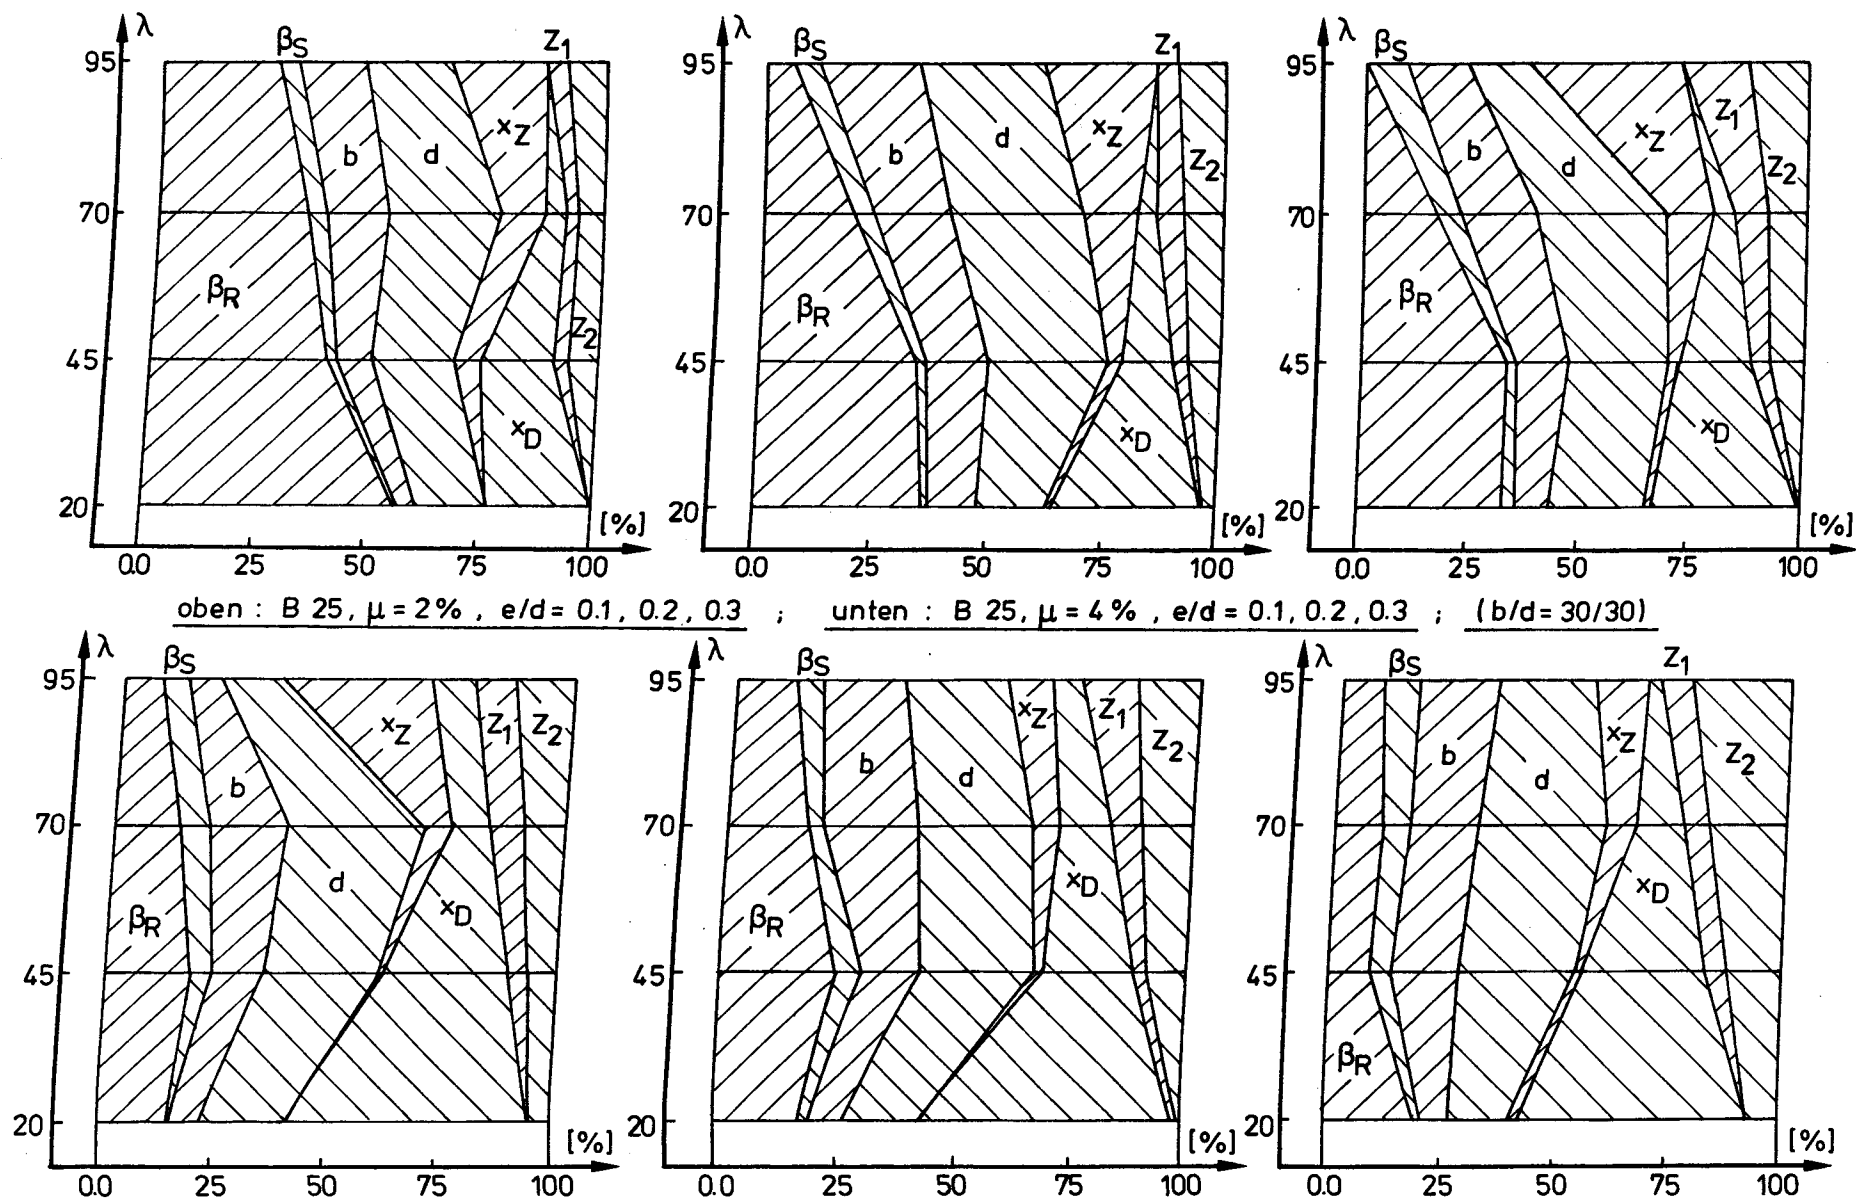 λ λ λ
βS Z1 βS Z1 βS
95 95 95
xZ xZ Z1 xZ
b d b d Z2 b d Z2
70 70 70
βR βR βR
Z2
45 45 45
xD xD xD
20 [%] 20 [%] 20 [%]
0.0 25 50 75 100 0.0 25 50 75 100 0.0 25 50 75 100
oben : B 25, μ = 2% , e/d = 0.1, 0.2, 0.3 ; unten : B 25, μ = 4% , e/d = 0.1, 0.2, 0.3 ; (b/d = 30/30)
λ λ λ
βS βS βS Z1
95 95 95
xZ Z1 Z2 xZ Z1 Z2 xZ Z2
b b d b d
70 70 70
d xD xD xD
βR βR
45 45 45
βR
20 [%] 20 [%] 20 [%]
0.0 25 50 75 100 0.0 25 50 75 100 0.0 25 50 75 100